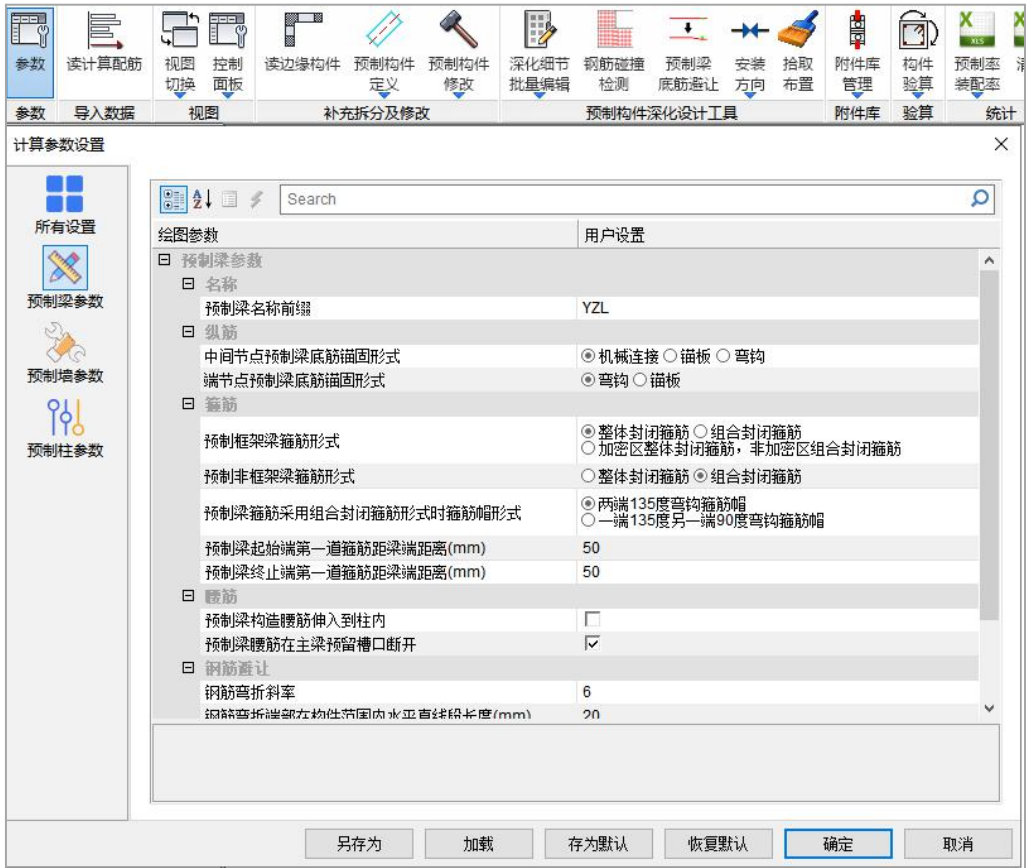 参数 读计算配筋 视图 控制 读边缘构件 预制构件 预制构件 深化细节 钢筋碰撞 预制梁 安装 拾取 附件库 构件 预制率
切换 面板 定义 修改 批量编辑 检测 底筋避让 方向 布置 管理 验算 装配率
参数 导入数据 视图 补充拆分及修改 预制构件深化设计工具 附件库 验算 统计
计算参数设置
Search
所有设置
预制梁参数
预制墙参数
预制柱参数
绘图参数 用户设置
预制梁参数
名称
预制梁名称前缀 YZL
纵筋
中间节点预制梁底筋锚固形式 机械连接 锚板 弯钩
端节点预制梁底筋锚固形式 弯钩 锚板
箍筋
预制框架梁箍筋形式 整体封闭箍筋 组合封闭箍筋
加密区整体封闭箍筋，非加密区组合封闭箍筋
预制非框架梁箍筋形式 整体封闭箍筋 组合封闭箍筋
预制梁箍筋采用组合封闭箍筋形式时箍筋帽形式 两端135度弯钩箍筋帽
一端135度另一端90度弯钩箍筋帽
预制梁起始端第一道箍筋距梁端距离(mm) 50
预制梁终止端第一道箍筋距梁端距离(mm) 50
腰筋
预制梁构造腰筋伸入到柱内
预制梁腰筋在主梁预留槽口断开
钢筋避让
钢筋弯折斜率 6
钢筋弯折端部在构件范围内水平直线段长度(mm) 20
另存为 加载 存为默认 恢复默认 确定 取消